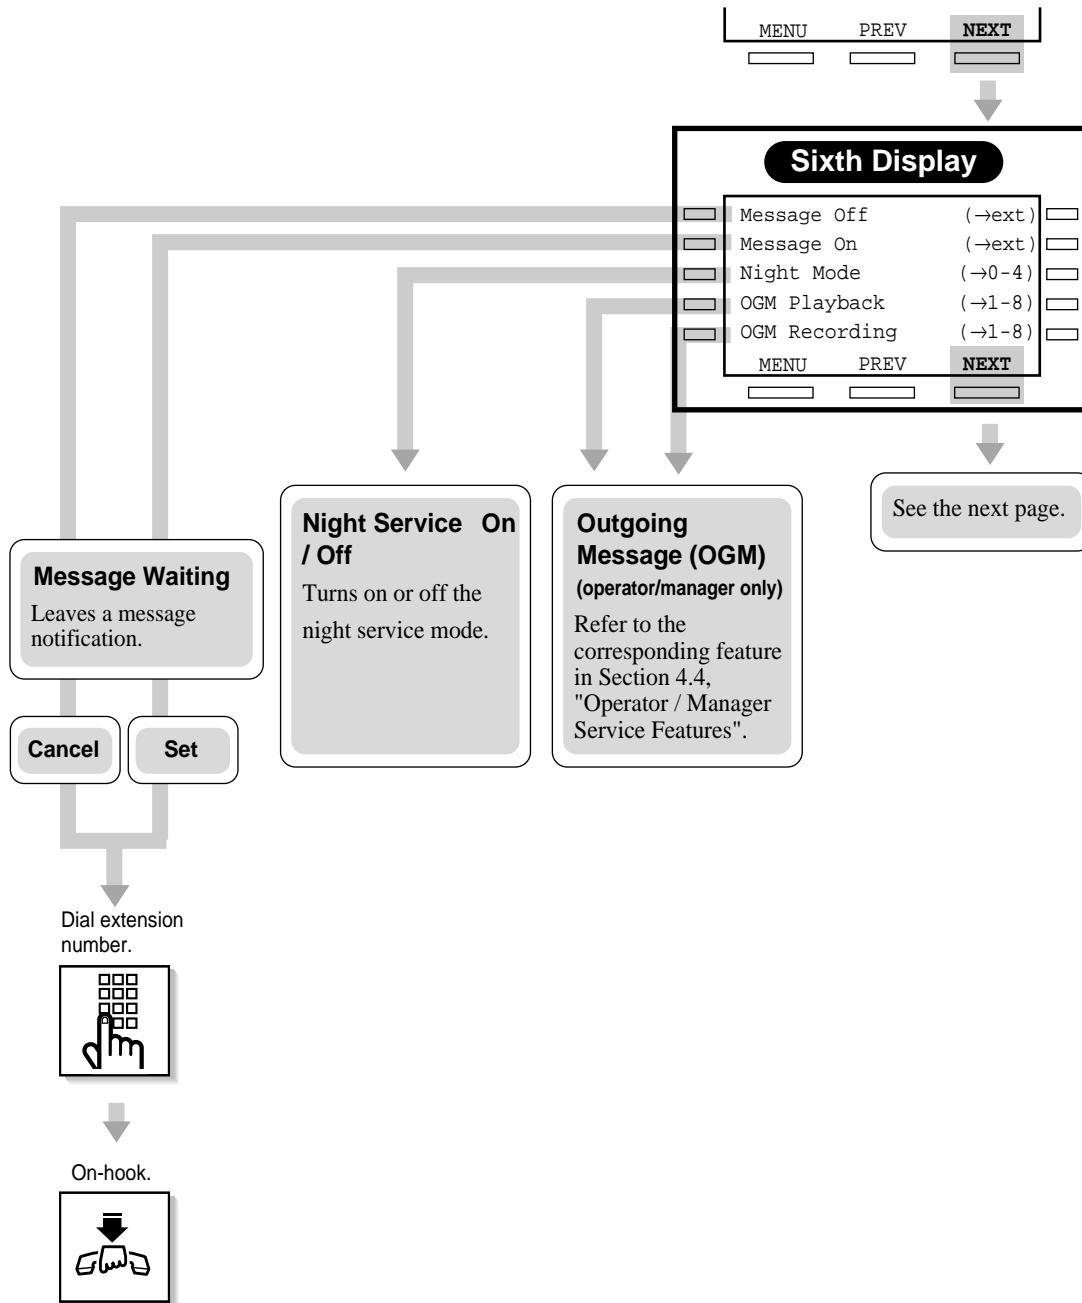 MENU PREV NEXT
Sixth Display
Message Off (→ext)
Message On (→ext)
Night Mode (→0-4)
OGM Playback (→1-8)
OGM Recording (→1-8)
MENU PREV NEXT
See the next page.
Night Service On
/ Off
Turns on or off the
night service mode.
Outgoing
Message (OGM)
(operator/manager only)
Refer to the
corresponding feature
in Section 4.4,
"Operator / Manager
Service Features".
Message Waiting
Leaves a message
notification.
Cancel
Set
Dial extension
number.
On-hook.